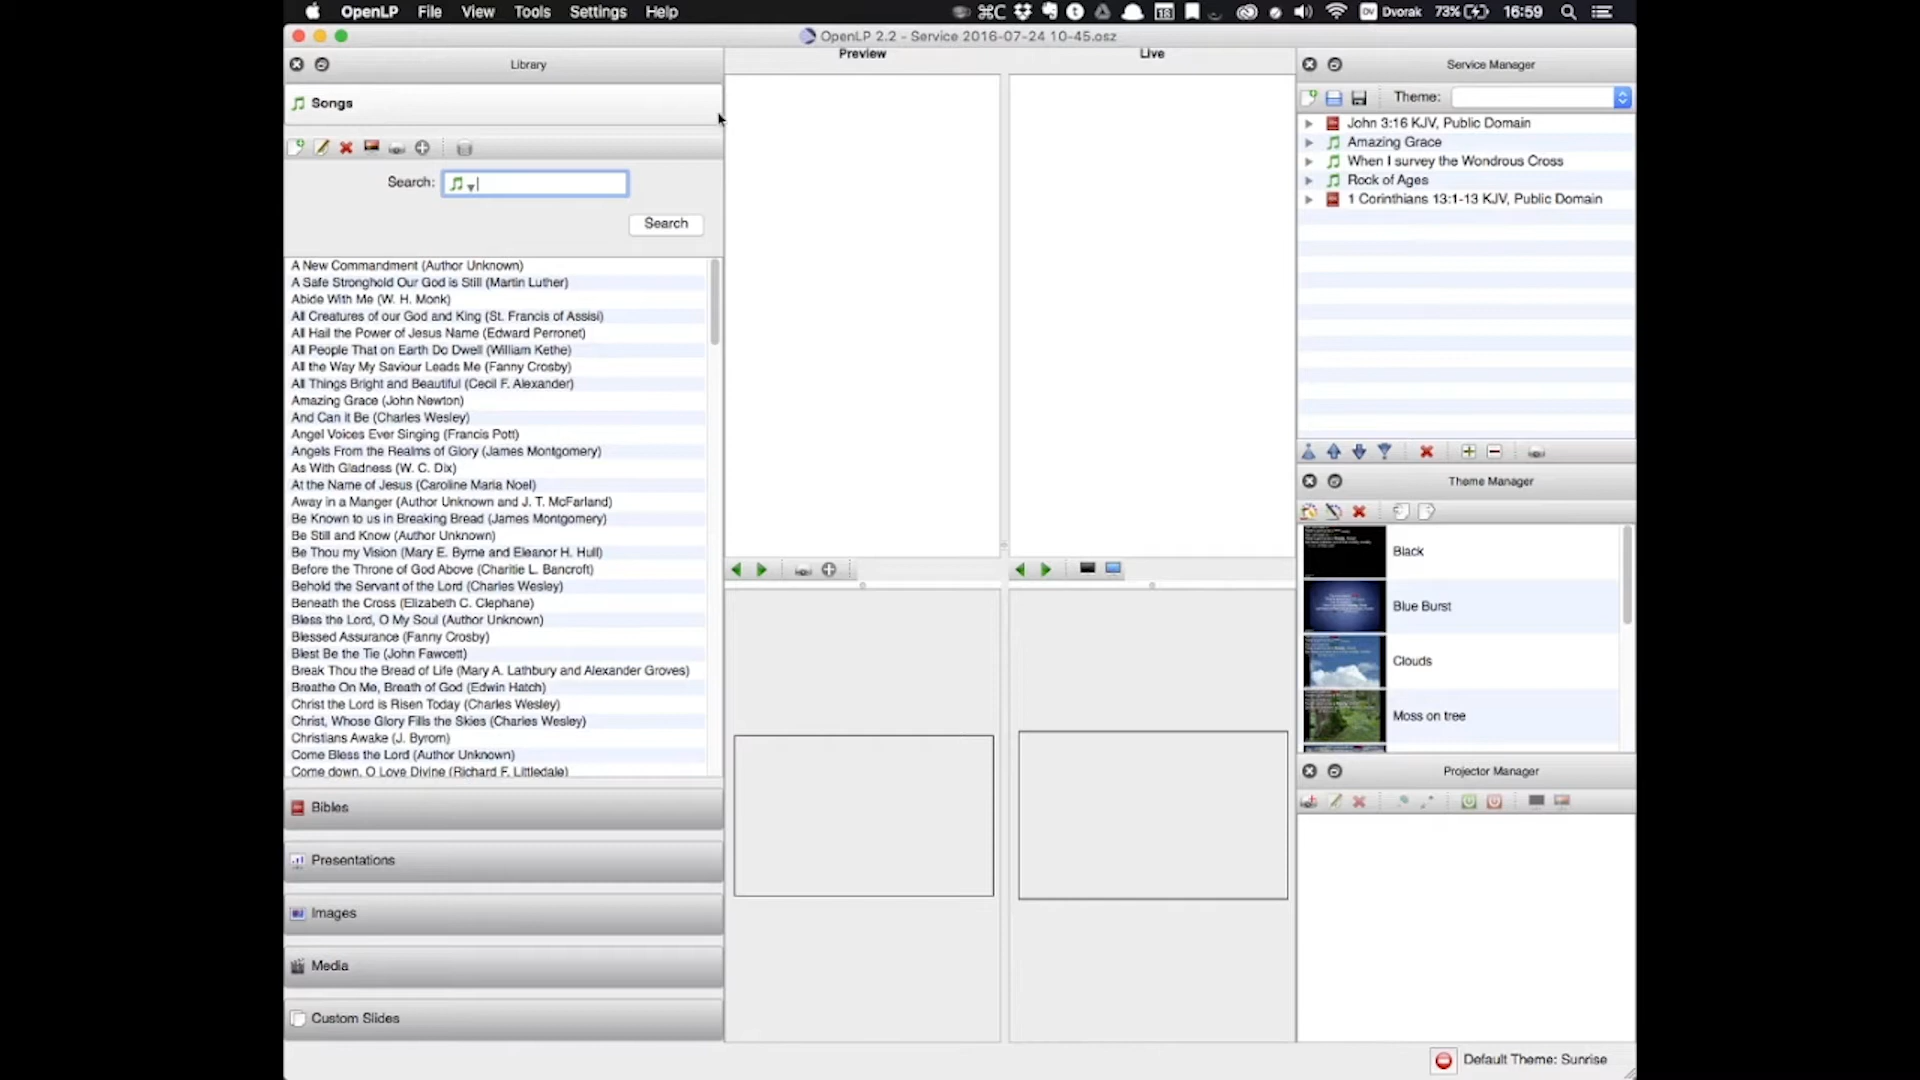 OpenLP File View Tools Settings Help
⌘C 18 DV Dvorak 73% 16:59
OpenLP 2.2 - Service 2016-07-24 10-45.osz
Library
Songs
Search:
Search
A New Commandment (Author Unknown)
A Safe Stronghold Our God is Still (Martin Luther)
Abide With Me (W. H. Monk)
All Creatures of our God and King (St. Francis of Assisi)
All Hail the Power of Jesus Name (Edward Perronet)
All People That on Earth Do Dwell (William Kethe)
All the Way My Saviour Leads Me (Fanny Crosby)
All Things Bright and Beautiful (Cecil F. Alexander)
Amazing Grace (John Newton)
And Can it Be (Charles Wesley)
Angel Voices Ever Singing (Francis Pott)
Angels From the Realms of Glory (James Montgomery)
As With Gladness (W. C. Dix)
At the Name of Jesus (Caroline Maria Noel)
Away in a Manger (Author Unknown and J. T. McFarland)
Be Known to us in Breaking Bread (James Montgomery)
Be Still and Know (Author Unknown)
Be Thou my Vision (Mary E. Byrne and Eleanor H. Hull)
Before the Throne of God Above (Charitie L. Bancroft)
Behold the Servant of the Lord (Charles Wesley)
Beneath the Cross (Elizabeth C. Clephane)
Bless the Lord, O My Soul (Author Unknown)
Blessed Assurance (Fanny Crosby)
Blest Be the Tie (John Fawcett)
Break Thou the Bread of Life (Mary A. Lathbury and Alexander Groves)
Breathe On Me, Breath of God (Edwin Hatch)
Christ the Lord is Risen Today (Charles Wesley)
Christ, Whose Glory Fills the Skies (Charles Wesley)
Christians Awake (J. Byrom)
Come Bless the Lord (Author Unknown)
Come down, O Love Divine (Richard F. Littledale)
Bibles
Presentations
Images
Media
Custom Slides
Preview
Live
Service Manager
Theme:
John 3:16 KJV, Public Domain
Amazing Grace
When I survey the Wondrous Cross
Rock of Ages
1 Corinthians 13:1-13 KJV, Public Domain
Theme Manager
Black
Blue Burst
Clouds
Moss on tree
Projector Manager
Default Theme: Sunrise